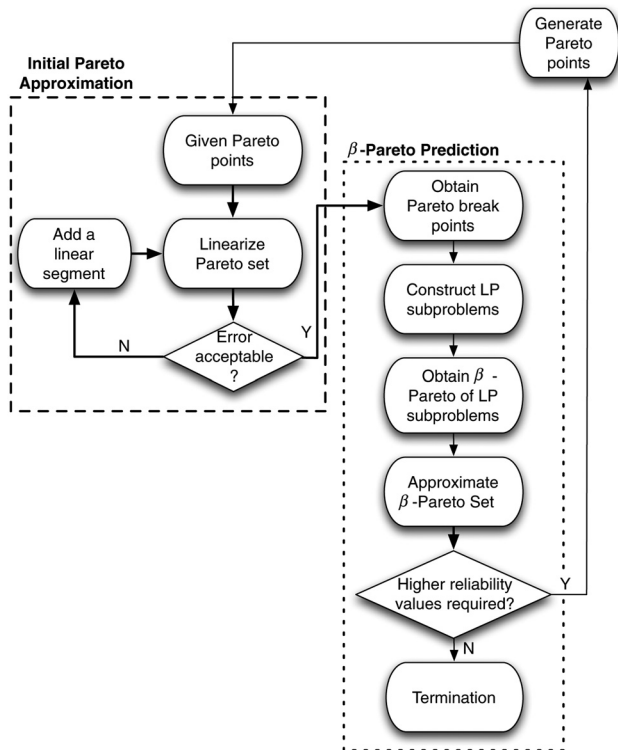 Generate
Pareto
points
Initial Pareto
Approximation
Given Pareto
points
Add a
linear
segment
Linearize
Pareto set
Error
acceptable
?
N
Y
β-Pareto Prediction
Obtain
Pareto break
points
Construct LP
subproblems
Obtain β -
Pareto of LP
subproblems
Approximate
β-Pareto Set
Higher reliability
values required?
Y
N
Termination